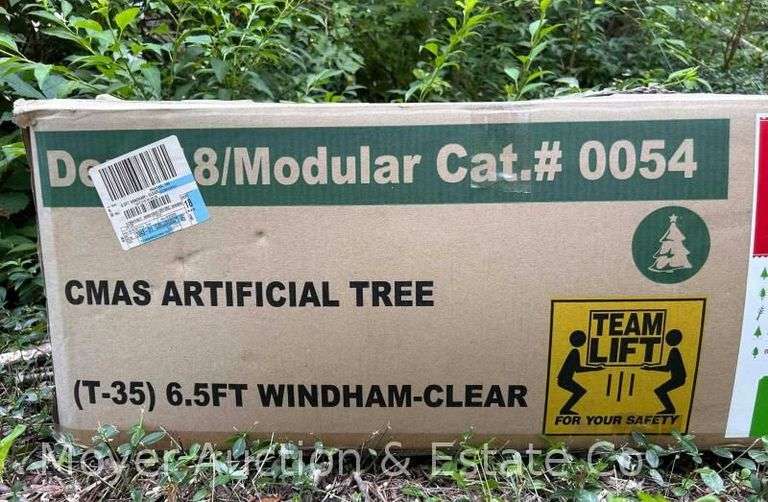 8/Modular Cat.# 0054
CMAS ARTIFICIAL TREE
(T-35) 6.5FT WINDHAM-CLEAR
TEAM
LIFT
FOR YOUR SAFETY
Moyer Auction & Estate Co